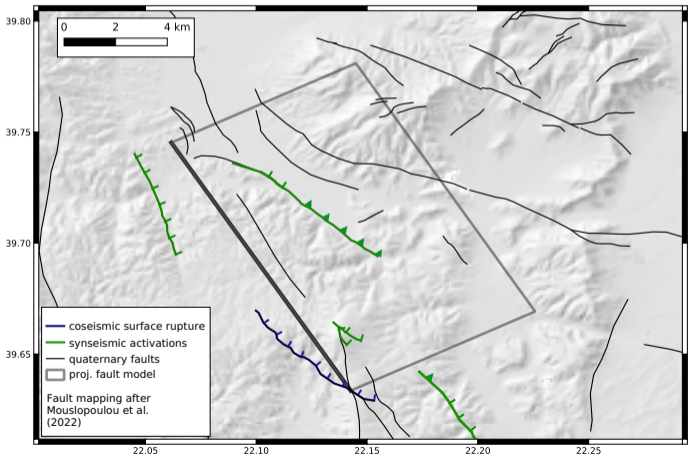 39.80
0 2 4 km
39.75
39.70
39.65
coseismic surface rupture
synseismic activations
quaternary faults
proj. fault model
Fault mapping after
Mouslopoulou et al.
(2022)
22.05 22.10 22.15 22.20 22.25